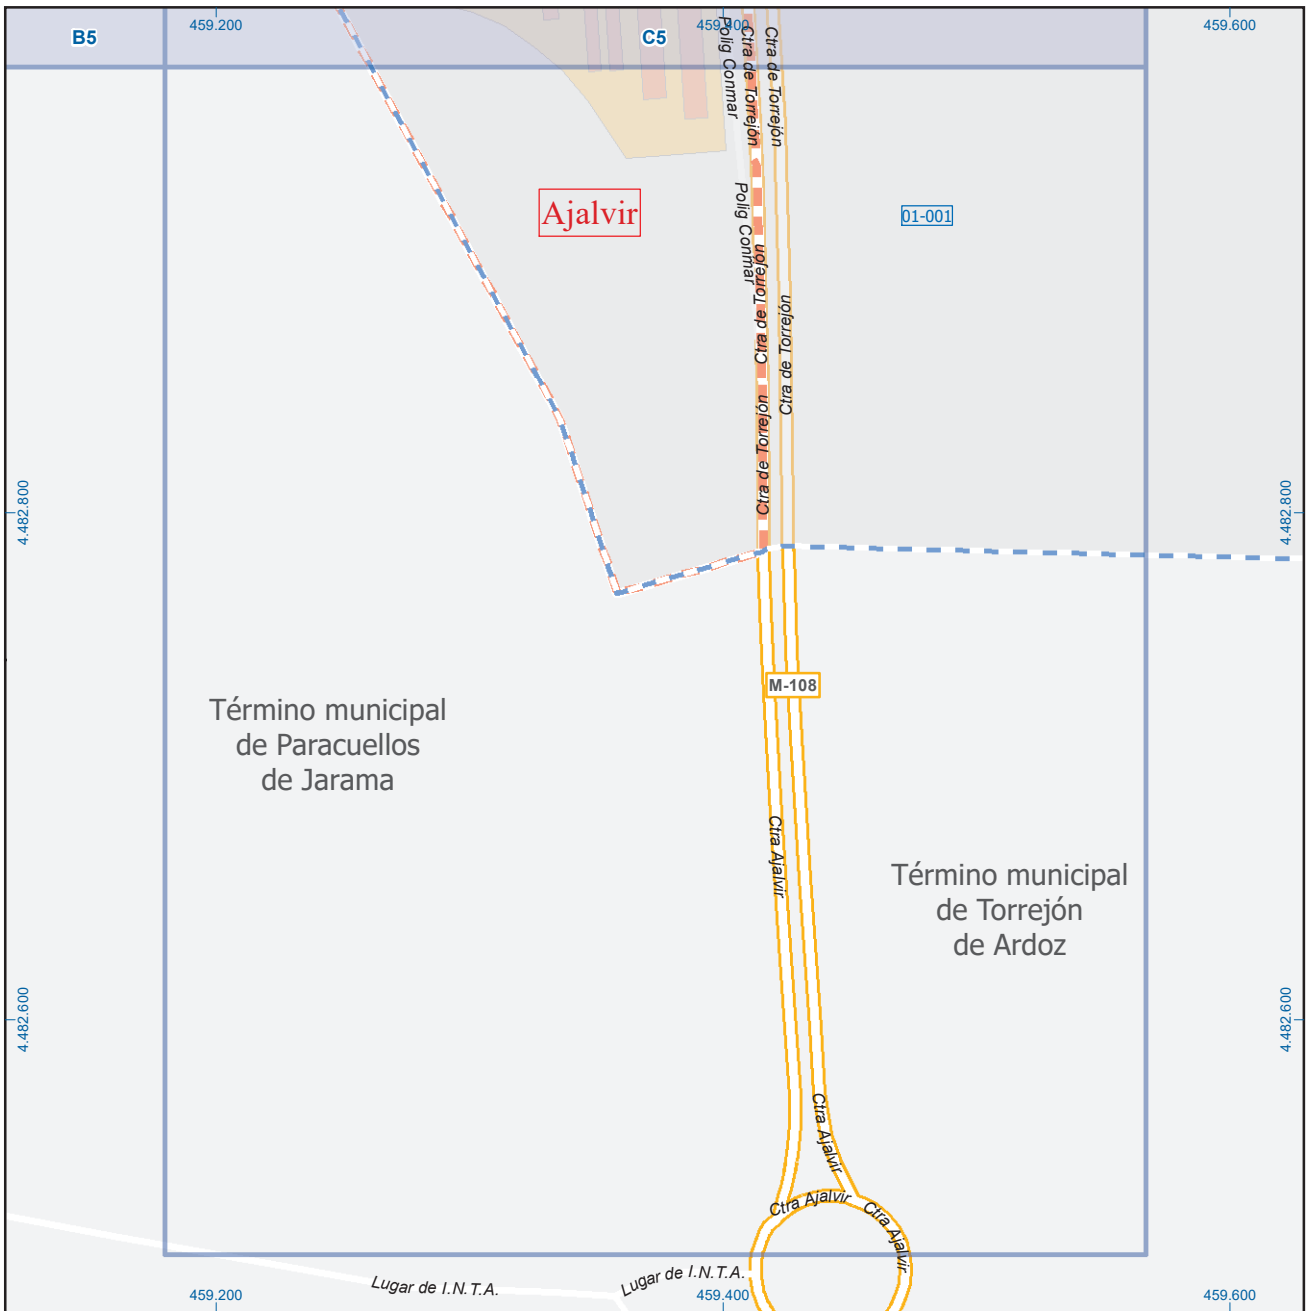 459.200
459.400
459.600
B5
C5
Polig Conmar
Ctra de Torrejón
Ctra de Torrejón
Ajalvir
01-001
Polig Conmar
Ctra de Torrejón
Ctra de Torrejón
Ctra de Torrejón
4.482.800
4.482.800
M-108
Término municipal
de Paracuellos
de Jarama
Ctra Ajalvir
Término municipal
de Torrejón
de Ardoz
4.482.600
4.482.600
Ctra Ajalvir
Ctra Ajalvir
Ctra Ajalvir
Lugar de I.N.T.A.
Lugar de I.N.T.A.
459.200
459.400
459.600